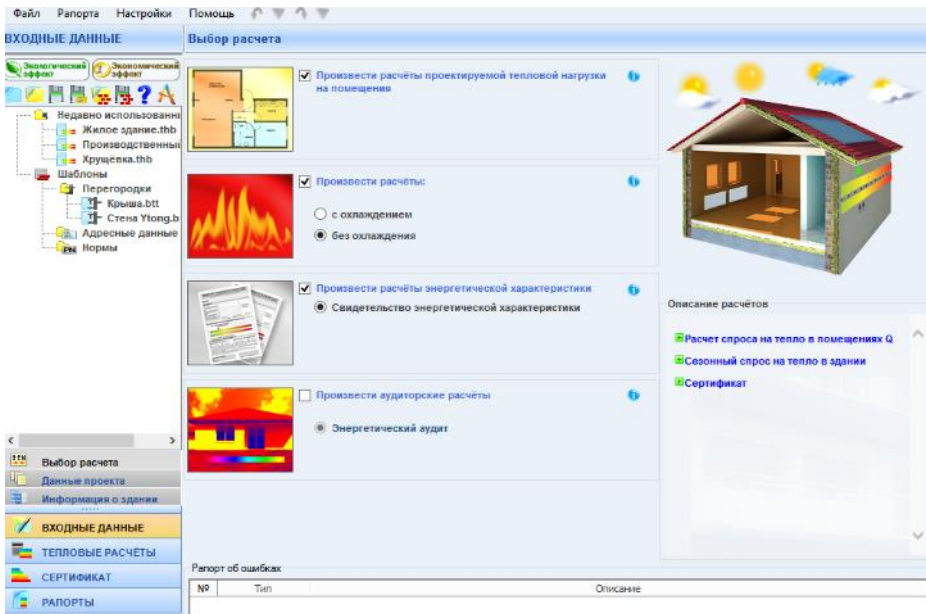 Файл Рапорта Настройки Помощь
ВХОДНЫЕ ДАННЫЕ
Выбор расчета
Экологический эффект
Экономический эффект
Недавно использованн
Жилое здание.thb
Производственны
Хрущёвка.thb
Шаблоны
Перегородки
Крыша.btt
Стена Ytong.b
Адресные данные
PN Нормы
Выбор расчета
Данные проекта
Информация о здании
ВХОДНЫЕ ДАННЫЕ
ТЕПЛОВЫЕ РАСЧЁТЫ
СЕРТИФИКАТ
РАПОРТЫ
Произвести расчёты проектируемой тепловой нагрузки
на помещения
Произвести расчёты:
с охлаждением
без охлаждения
Произвести расчёты энергетической характеристики
Свидетельство энергетической характеристики
Произвести аудиторские расчёты
Энергетический аудит
Описание расчётов
Расчет спроса на тепло в помещениях Q
Сезонный спрос на тепло в здании
Сертификат
Рапорт об ошибках
№ Тип Описание